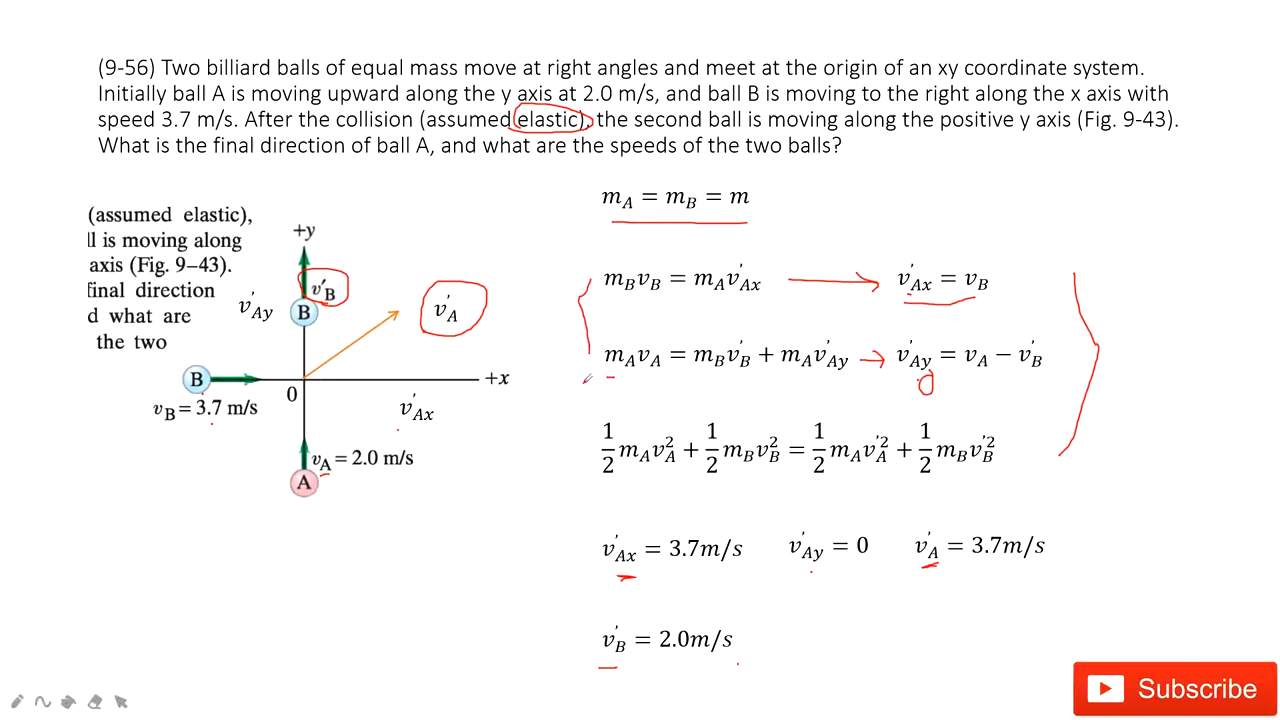 (9-56) Two billiard balls of equal mass move at right angles and meet at the origin of an xy coordinate system.
Initially ball A is moving upward along the y axis at 2.0 m/s, and ball B is moving to the right along the x axis with
speed 3.7 m/s. After the collision (assumed elastic), the second ball is moving along the positive y axis (Fig. 9-43).
What is the final direction of ball A, and what are the speeds of the two balls?
(assumed elastic),
ll is moving along
axis (Fig. 9–43).
final direction
d what are
the two
+y
v′B
v′Ay
B
v′A
B
0
+x
vB = 3.7 m/s
v′Ax
vA = 2.0 m/s
A
mA = mB = m
mBvB = mAv′Ax
v′Ax = vB
mAvA = mBv′B + mAv′Ay
v′Ay = vA − v′B
0
1/2 mAvA² + 1/2 mBvB² = 1/2 mAv′A² + 1/2 mBv′B²
v′Ax = 3.7m/s v′Ay = 0 v′A = 3.7m/s
v′B = 2.0m/s
Subscribe